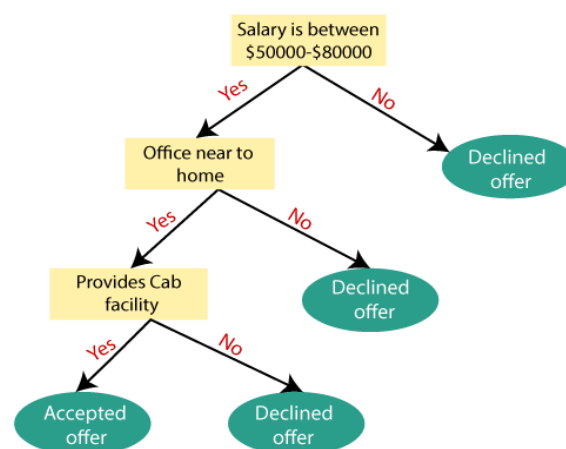 Salary is between
$50000-$80000
Yes
No
Office near to
home
Declined
offer
Yes
No
Provides Cab
facility
Declined
offer
Yes
No
Accepted
offer
Declined
offer